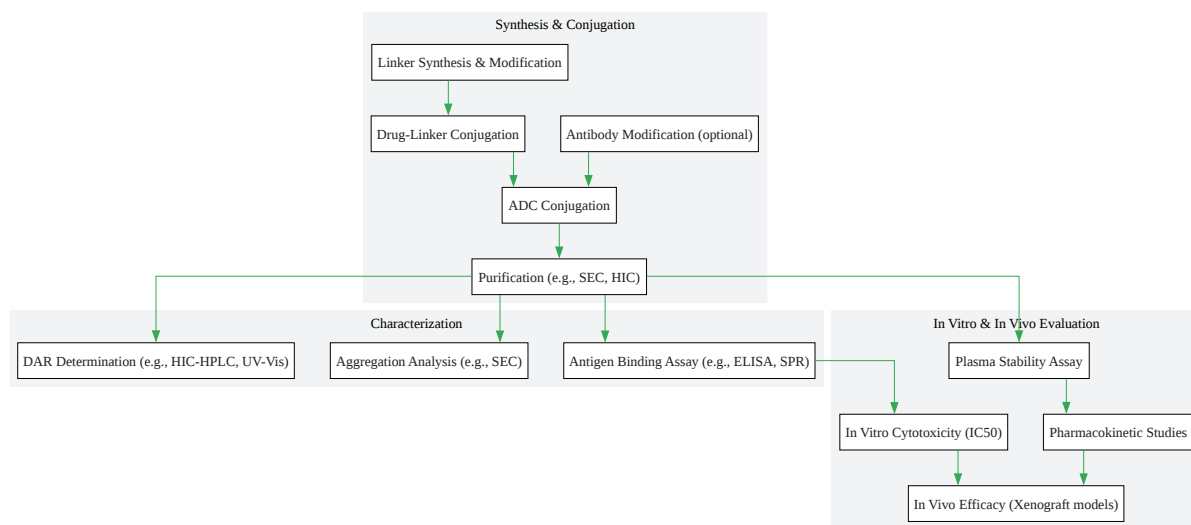 Synthesis & Conjugation
Linker Synthesis & Modification
Drug-Linker Conjugation
Antibody Modification (optional)
ADC Conjugation
Purification (e.g., SEC, HIC)
Characterization
In Vitro & In Vivo Evaluation
DAR Determination (e.g., HIC-HPLC, UV-Vis)
Aggregation Analysis (e.g., SEC)
Antigen Binding Assay (e.g., ELISA, SPR)
Plasma Stability Assay
In Vitro Cytotoxicity (IC50)
Pharmacokinetic Studies
In Vivo Efficacy (Xenograft models)